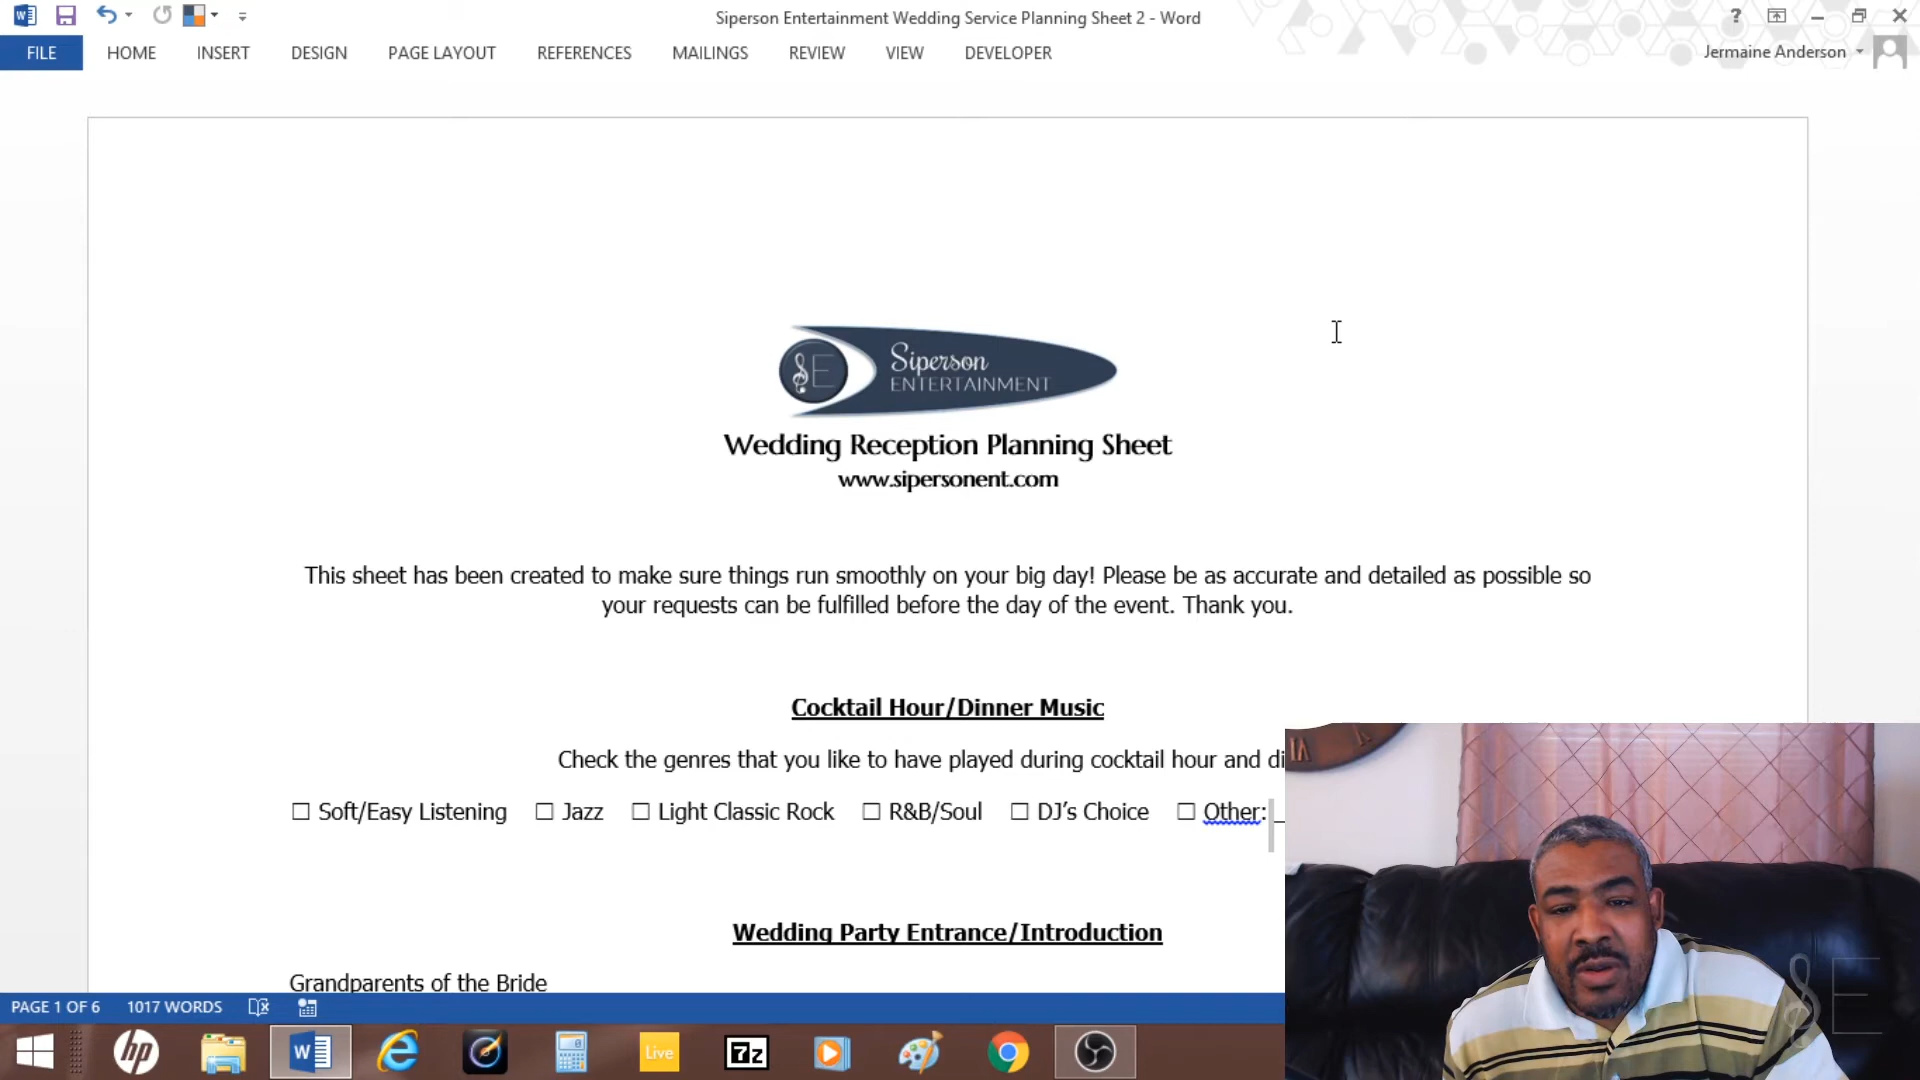 Siperson Entertainment Wedding Service Planning Sheet 2 - Word
FILE HOME INSERT DESIGN PAGE LAYOUT REFERENCES MAILINGS REVIEW VIEW DEVELOPER
Jermaine Anderson
SE
Siperson
ENTERTAINMENT
Wedding Reception Planning Sheet
www.sipersonent.com
This sheet has been created to make sure things run smoothly on your big day! Please be as accurate and detailed as possible so
your requests can be fulfilled before the day of the event. Thank you.
Cocktail Hour/Dinner Music
Check the genres that you like to have played during cocktail hour and di
☐ Soft/Easy Listening ☐ Jazz ☐ Light Classic Rock ☐ R&B/Soul ☐ DJ’s Choice ☐ Other: _
Wedding Party Entrance/Introduction
Grandparents of the Bride
PAGE 1 OF 6 1017 WORDS
hp
Live
7z